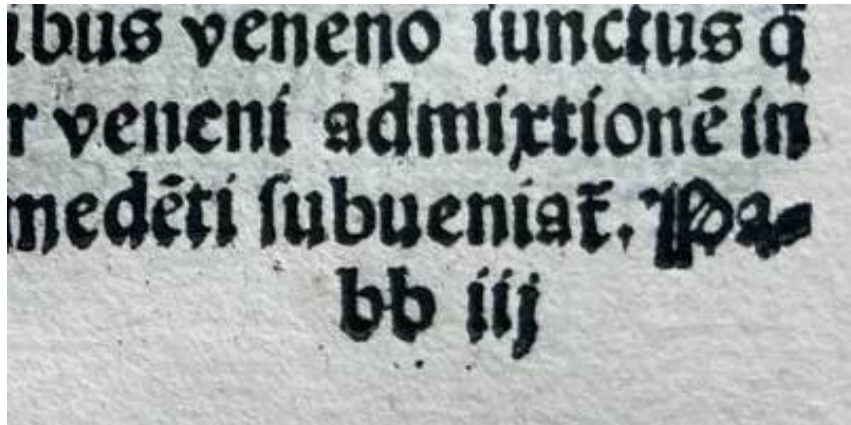 ibus veneno iunctus q̄
r veneni admixtionē in
medēti ſubueniat̄. Pa-
bb iij